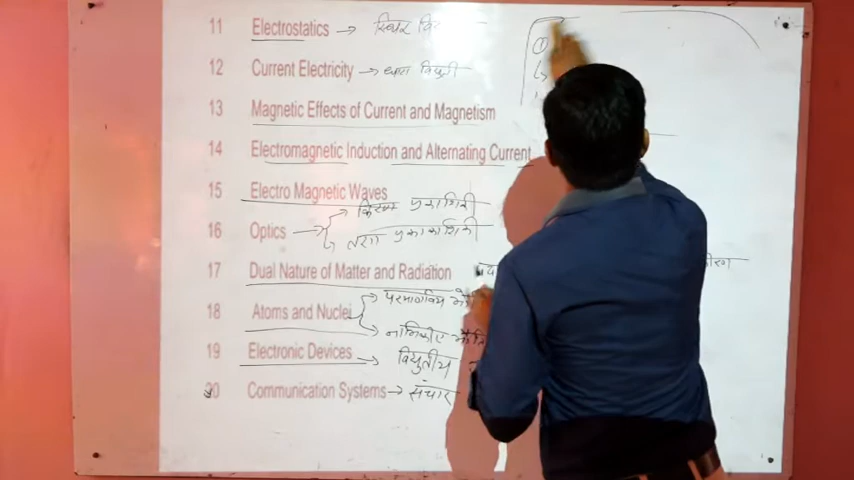 11 Electrostatics → स्थिर
12 Current Electricity → धारा विद्युती
13 Magnetic Effects of Current and Magnetism
14 Electromagnetic Induction and Alternating Current
15 Electro Magnetic Waves
किरण प्रकाशिकी
16 Optics
तरंग प्रकाशिकी
17 Dual Nature of Matter and Radiation
18 Atoms and Nuclei
19 Electronic Devices → विद्युतीय
20 Communication Systems → संचार